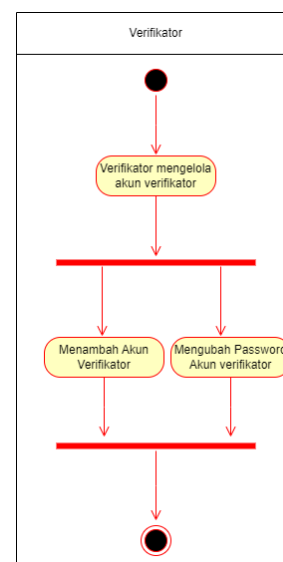 Verifikator
Verifikator mengelola
akun verifikator
Menambah Akun
Verifikator
Mengubah Password
Akun verifikator